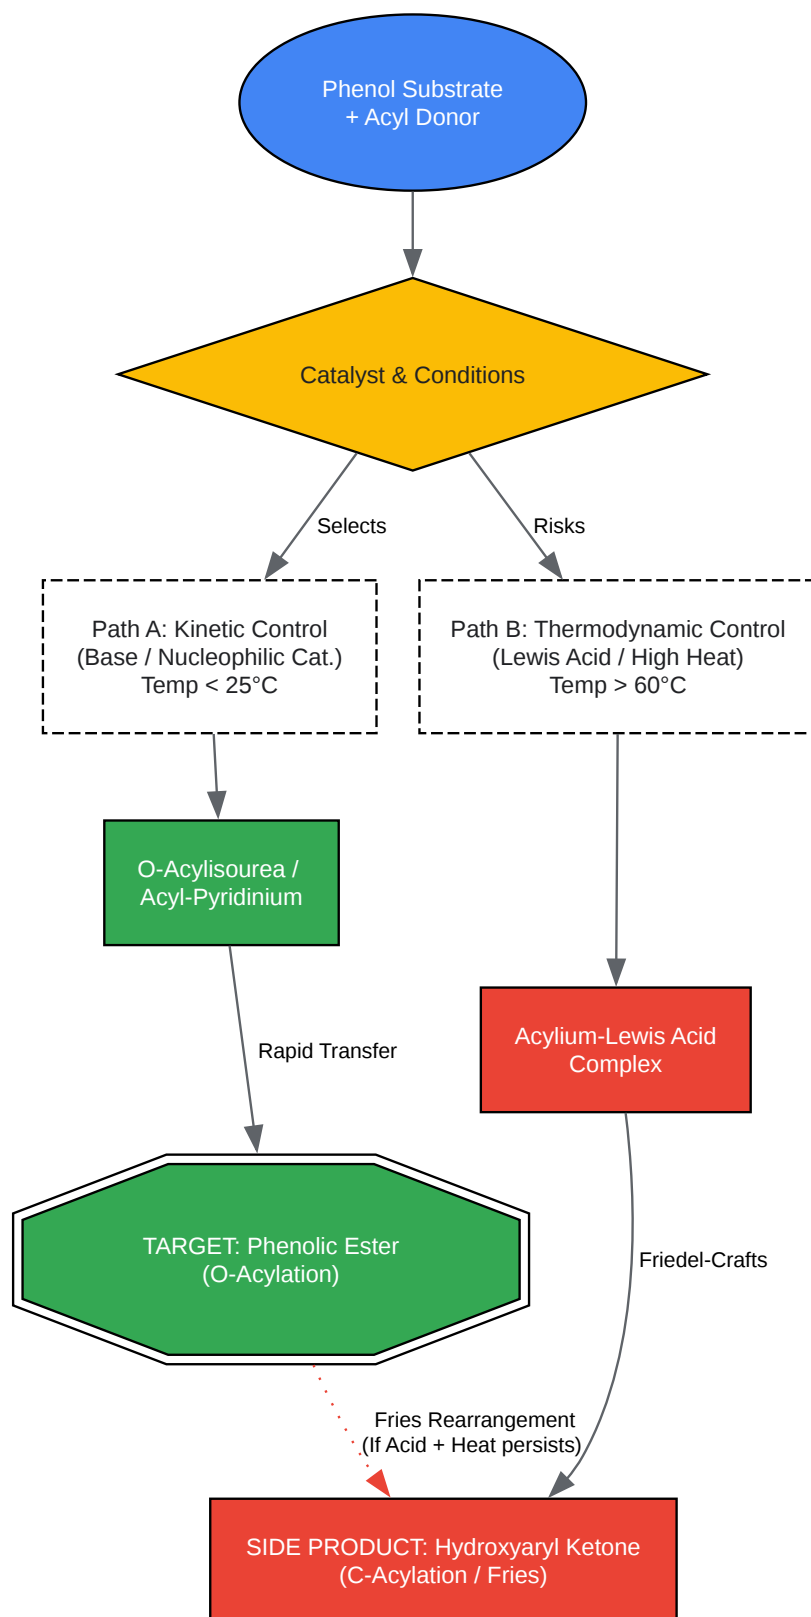 Phenol Substrate
+ Acyl Donor
Catalyst & Conditions
Selects
Risks
Path A: Kinetic Control
(Base / Nucleophilic Cat.)
Temp < 25°C
Path B: Thermodynamic Control
(Lewis Acid / High Heat)
Temp > 60°C
O-Acylisourea /
Acyl-Pyridinium
Acylium-Lewis Acid
Complex
Rapid Transfer
TARGET: Phenolic Ester
(O-Acylation)
Friedel-Crafts
Fries Rearrangement
(If Acid + Heat persists)
SIDE PRODUCT: Hydroxyaryl Ketone
(C-Acylation / Fries)